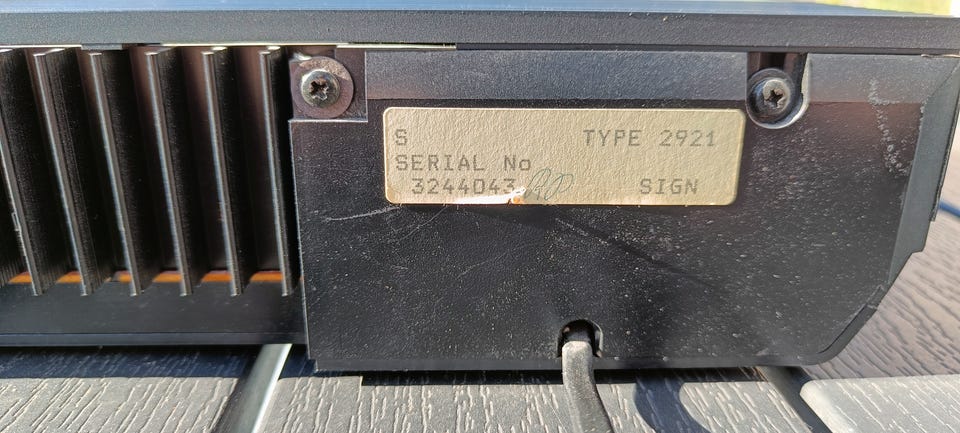 S TYPE 2921
SERIAL No
3244043 SIGN